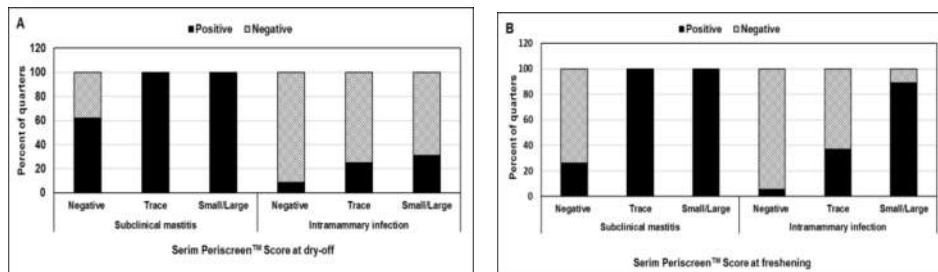 A
Positive Negative
Percent of quarters
120
100
80
60
40
20
0
Negative Trace Small/Large Negative Trace Small/Large
Subclinical mastitis Intramammary infection
Serim Periscreen™ Score at dry-off
B
Positive Negative
Percent of quarters
120
100
80
60
40
20
0
Negative Trace Small/Large Negative Trace Small/Large
Subclinical mastitis Intramammary infection
Serim Periscreen™ Score at freshening